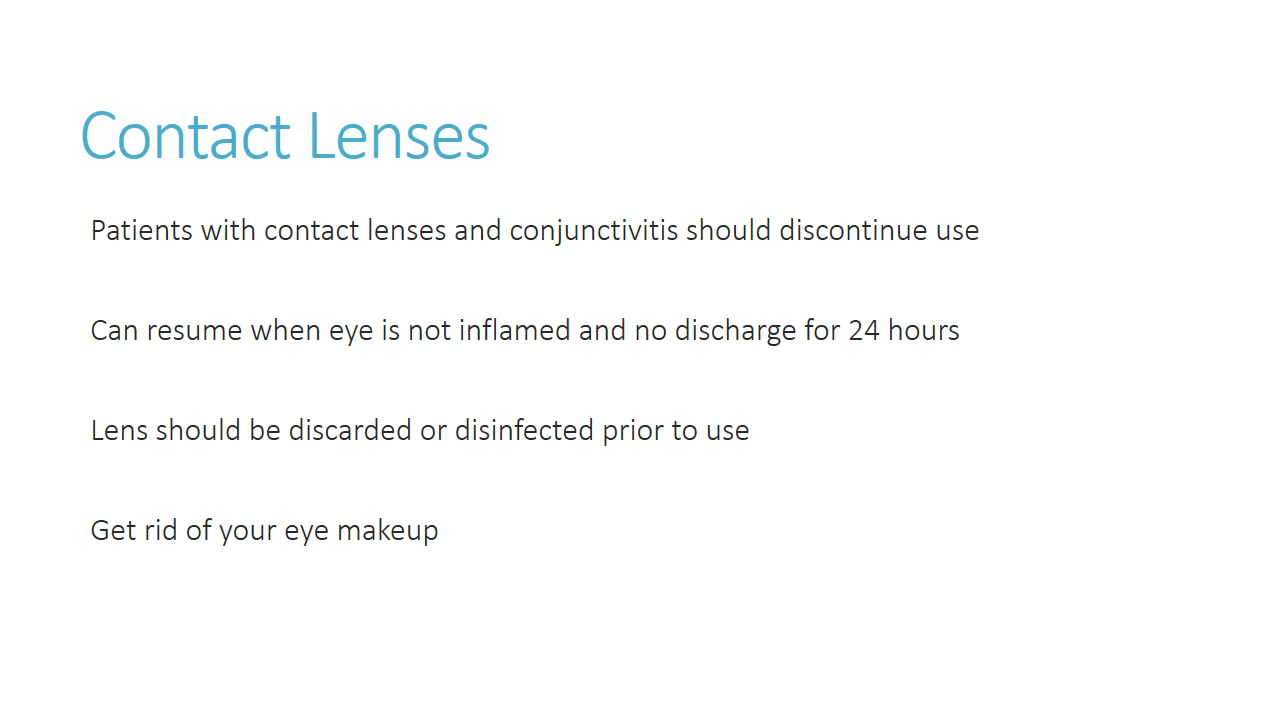 Contact Lenses
Patients with contact lenses and conjunctivitis should discontinue use
Can resume when eye is not inflamed and no discharge for 24 hours
Lens should be discarded or disinfected prior to use
Get rid of your eye makeup